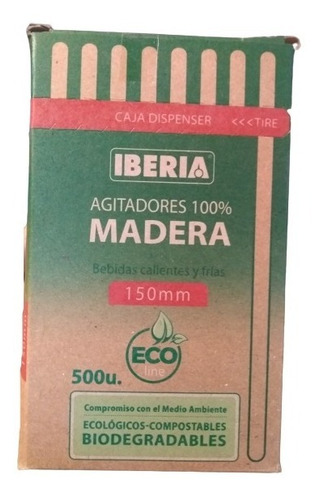 CAJA DISPENSER <<<TIRE
IBERIA
AGITADORES 100%
MADERA
Bebidas calientes y frías
150mm
ECO
line
500u.
Compromiso con el Medio Ambiente
ECOLÓGICOS-COMPOSTABLES
BIODEGRADABLES